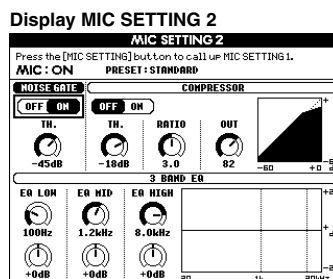 Display MIC SETTING 2
MIC SETTING 2
Press the [MIC SETTING] button to call up MIC SETTING1.
MIC : ON PRESET : STANDARD
NOISE GATE COMPRESSOR
OFF ON OFF ON
TH. TH. RATIO OUT
-45dB -18dB 3.0 82
-60 +0
3 BAND EQ
EQ LOW EQ MID EQ HIGH
100Hz 1.2kHz 8.0kHz
+0dB +0dB +0dB
20 1k 20kHz